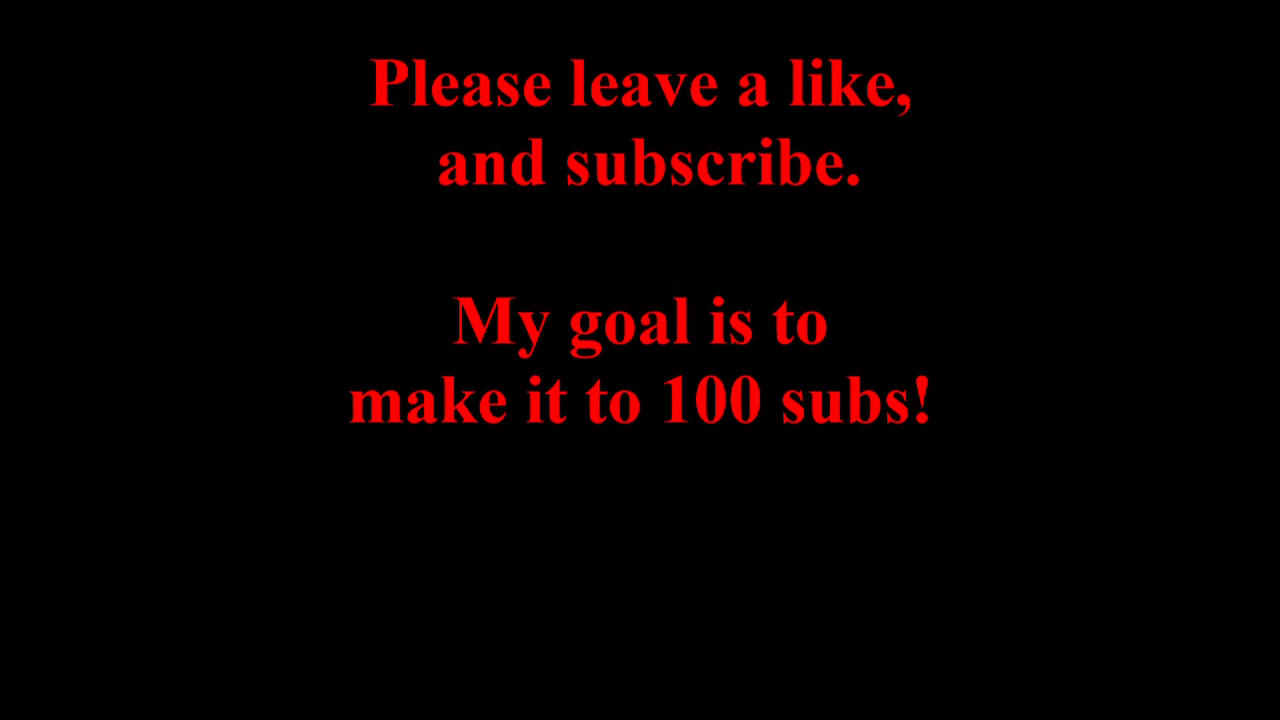 Please leave a like,
and subscribe.
My goal is to
make it to 100 subs!